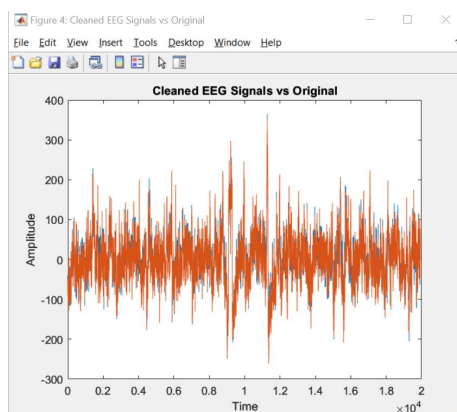 Figure 4: Cleaned EEG Signals vs Original
File Edit View Insert Tools Desktop Window Help
Cleaned EEG Signals vs Original
400
300
200
100
0
-100
-200
-300
Amplitude
0 0.2 0.4 0.6 0.8 1 1.2 1.4 1.6 1.8 2
Time
×10⁴